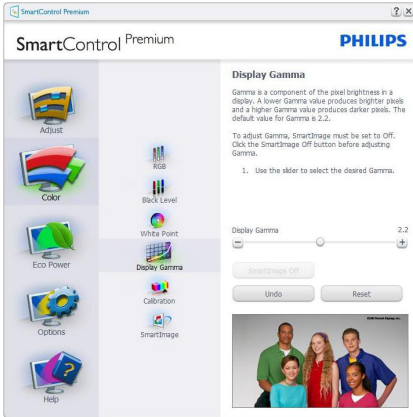 SmartControl Premium
SmartControl Premium
PHILIPS
Adjust
Color
Eco Power
Options
Help
RGB
Black Level
White Point
Display Gamma
Calibration
SmartImage
Display Gamma
Gamma is a component of the pixel brightness in a
display. A lower Gamma value produces brighter pixels
and a higher Gamma value produces darker pixels. The
default value for Gamma is 2.2.
To adjust Gamma, SmartImage must be set to Off.
Click the SmartImage Off button before adjusting
Gamma.
1. Use the slider to select the desired Gamma.
Display Gamma 2.2
SmartImage Off
Undo Reset